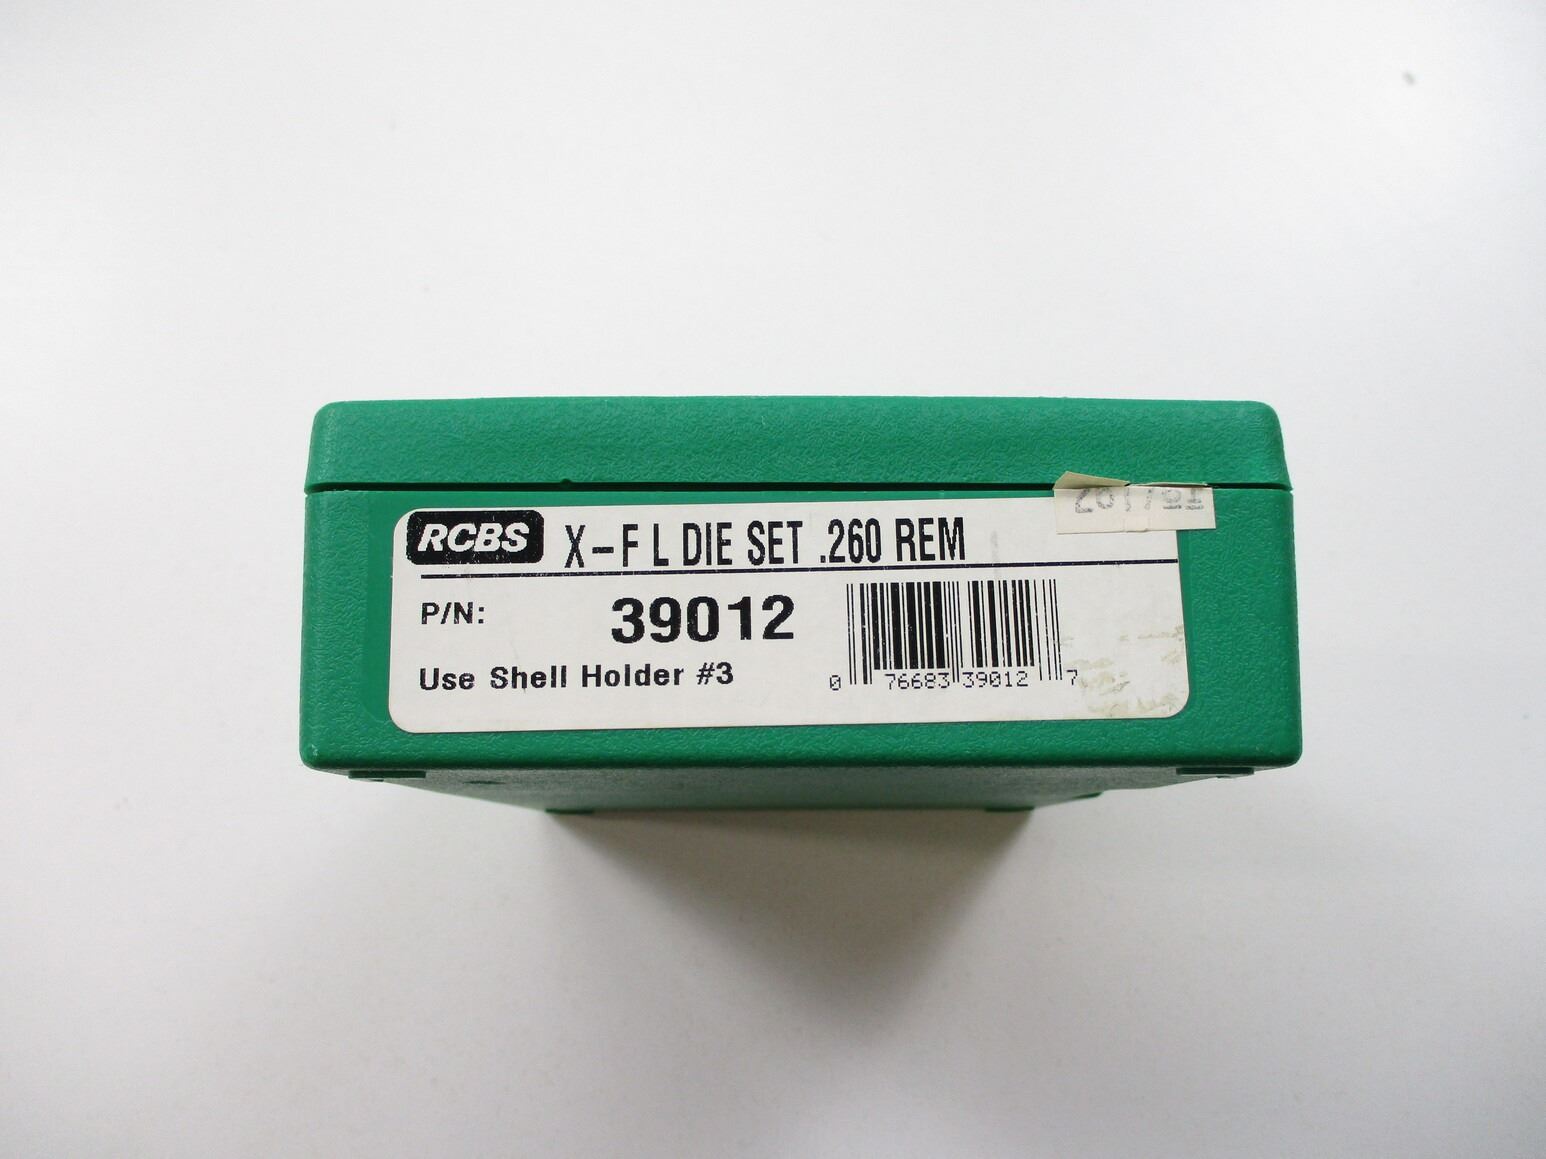 RCBS X-F L DIE SET .260 REM
P/N: 39012
Use Shell Holder #3
0 76683 39012 7